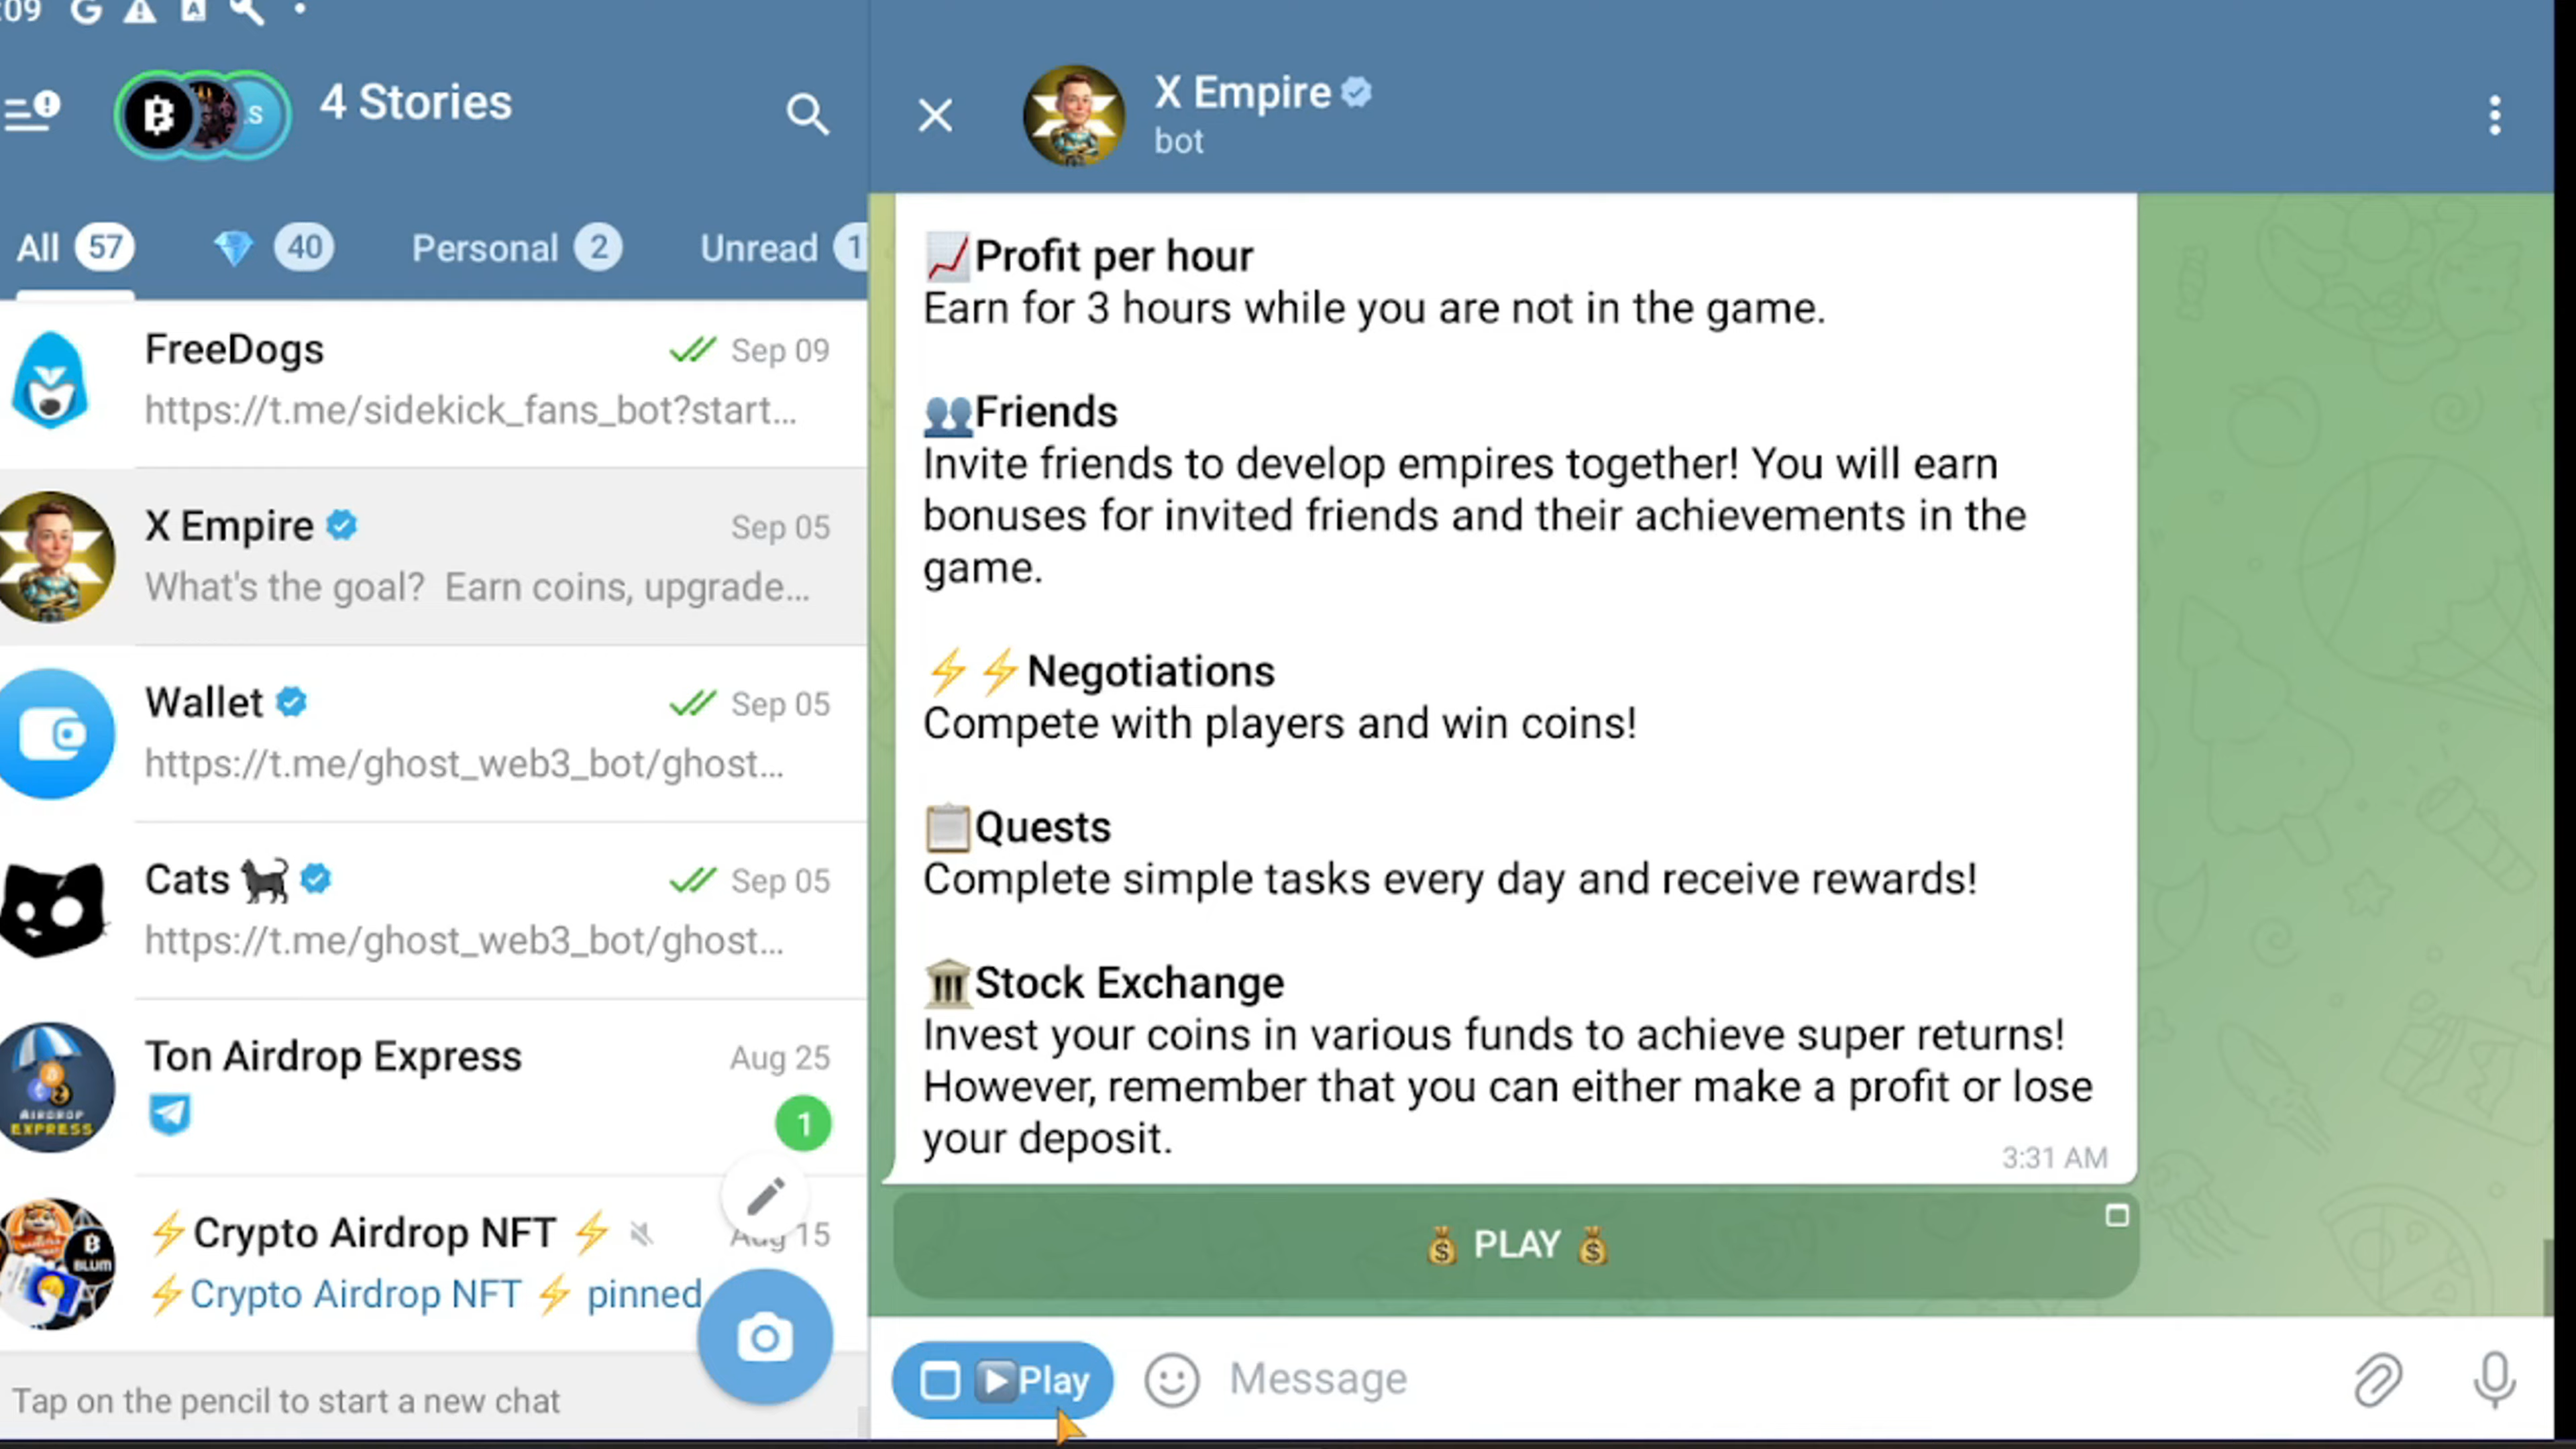 :09
4 Stories
All 57
💎 40
Personal 2
Unread 1
FreeDogs
Sep 09
https://t.me/sidekick_fans_bot?start...
X Empire
Sep 05
What's the goal?  Earn coins, upgrade...
Wallet
Sep 05
https://t.me/ghost_web3_bot/ghost...
Cats 🐈‍⬛
Sep 05
https://t.me/ghost_web3_bot/ghost...
Ton Airdrop Express
Aug 25
AIRDROP
EXPRESS
1
⚡Crypto Airdrop NFT ⚡
Aug 15
BLUM
⚡Crypto Airdrop NFT ⚡ pinned
Tap on the pencil to start a new chat
X Empire
bot
📈Profit per hour
Earn for 3 hours while you are not in the game.
👥Friends
Invite friends to develop empires together! You will earn
bonuses for invited friends and their achievements in the
game.
⚡⚡Negotiations
Compete with players and win coins!
📋Quests
Complete simple tasks every day and receive rewards!
🏛Stock Exchange
Invest your coins in various funds to achieve super returns!
However, remember that you can either make a profit or lose
your deposit.
3:31 AM
💰 PLAY 💰
▶️Play
Message